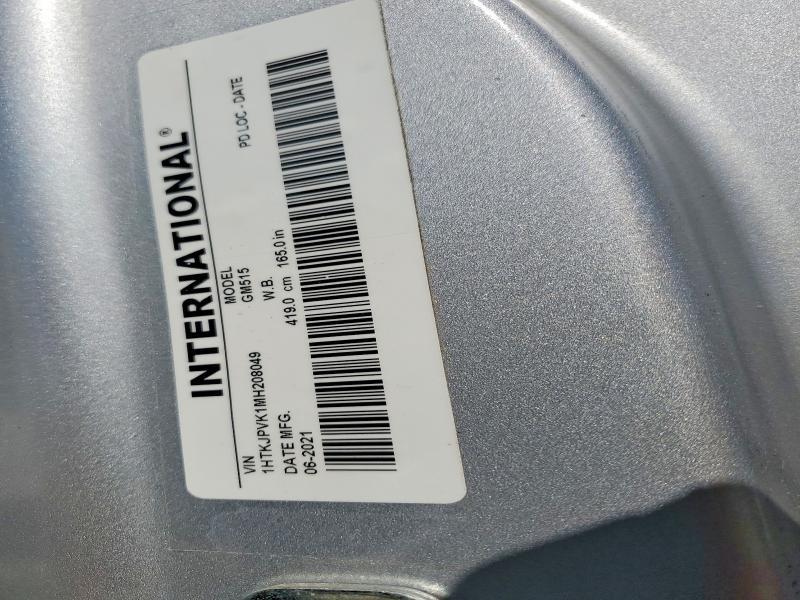 INTERNATIONAL®
VIN MODEL
1HTKJPVK1MH208049 GM515
DATE MFG. W.B. PD LOC - DATE
06-2021 419.0 cm 165.0 in